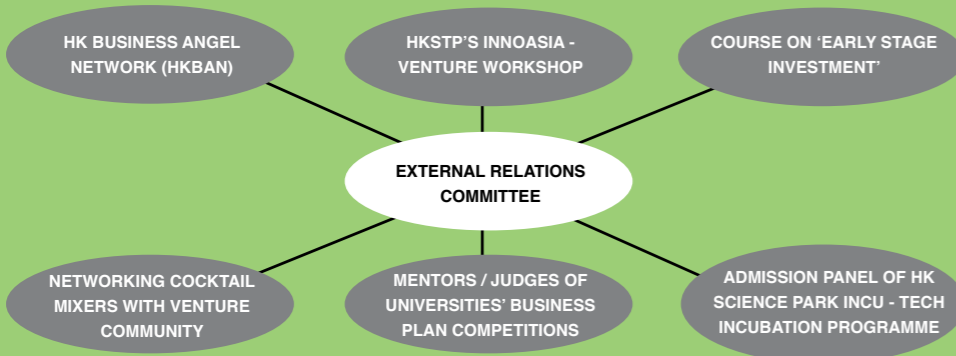 HK BUSINESS ANGEL
NETWORK (HKBAN)
HKSTP'S INNOASIA -
VENTURE WORKSHOP
COURSE ON ‘EARLY STAGE
INVESTMENT’
EXTERNAL RELATIONS
COMMITTEE
NETWORKING COCKTAIL
MIXERS WITH VENTURE
COMMUNITY
MENTORS / JUDGES OF
UNIVERSITIES’ BUSINESS
PLAN COMPETITIONS
ADMISSION PANEL OF HK
SCIENCE PARK INCU - TECH
INCUBATION PROGRAMME